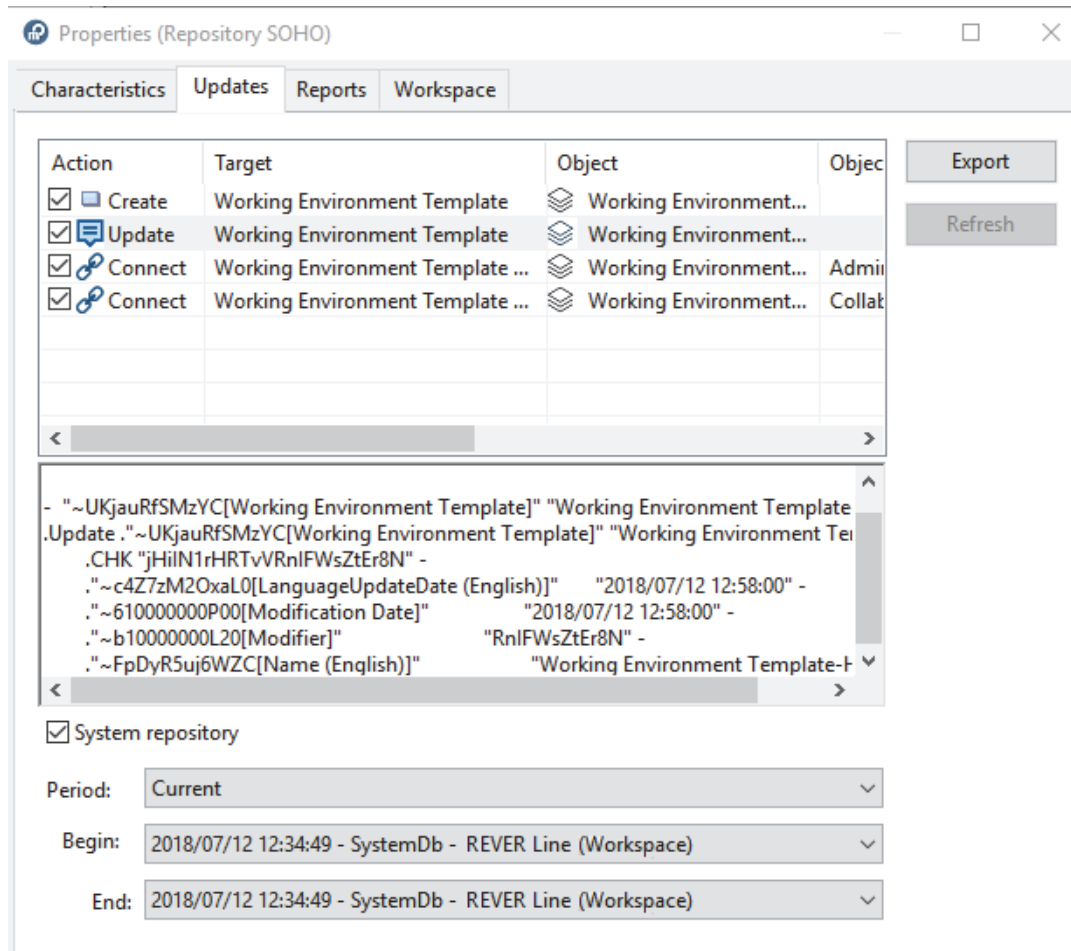 Properties (Repository SOHO)
Characteristics Updates Reports Workspace
Action Target Object Objec
Export
Create Working Environment Template Working Environment...
Refresh
Update Working Environment Template Working Environment...
Connect Working Environment Template ... Working Environment... Admi
Connect Working Environment Template ... Working Environment... Collab
- "~UKjauRfSMzYC[Working Environment Template]" "Working Environment Template
.Update ."~UKjauRfSMzYC[Working Environment Template]" "Working Environment Te
.CHK "jHilN1rHRTvVRnlFWsZtEr8N" -
."~c4Z7zM2OxaL0[LanguageUpdateDate (English)]" "2018/07/12 12:58:00" -
."~610000000P00[Modification Date]" "2018/07/12 12:58:00" -
."~b10000000L20[Modifier]" "RnlFWsZtEr8N" -
."~FpDyR5uj6WZC[Name (English)]" "Working Environment Template-H
System repository
Period: Current
Begin: 2018/07/12 12:34:49 - SystemDb - REVER Line (Workspace)
End: 2018/07/12 12:34:49 - SystemDb - REVER Line (Workspace)